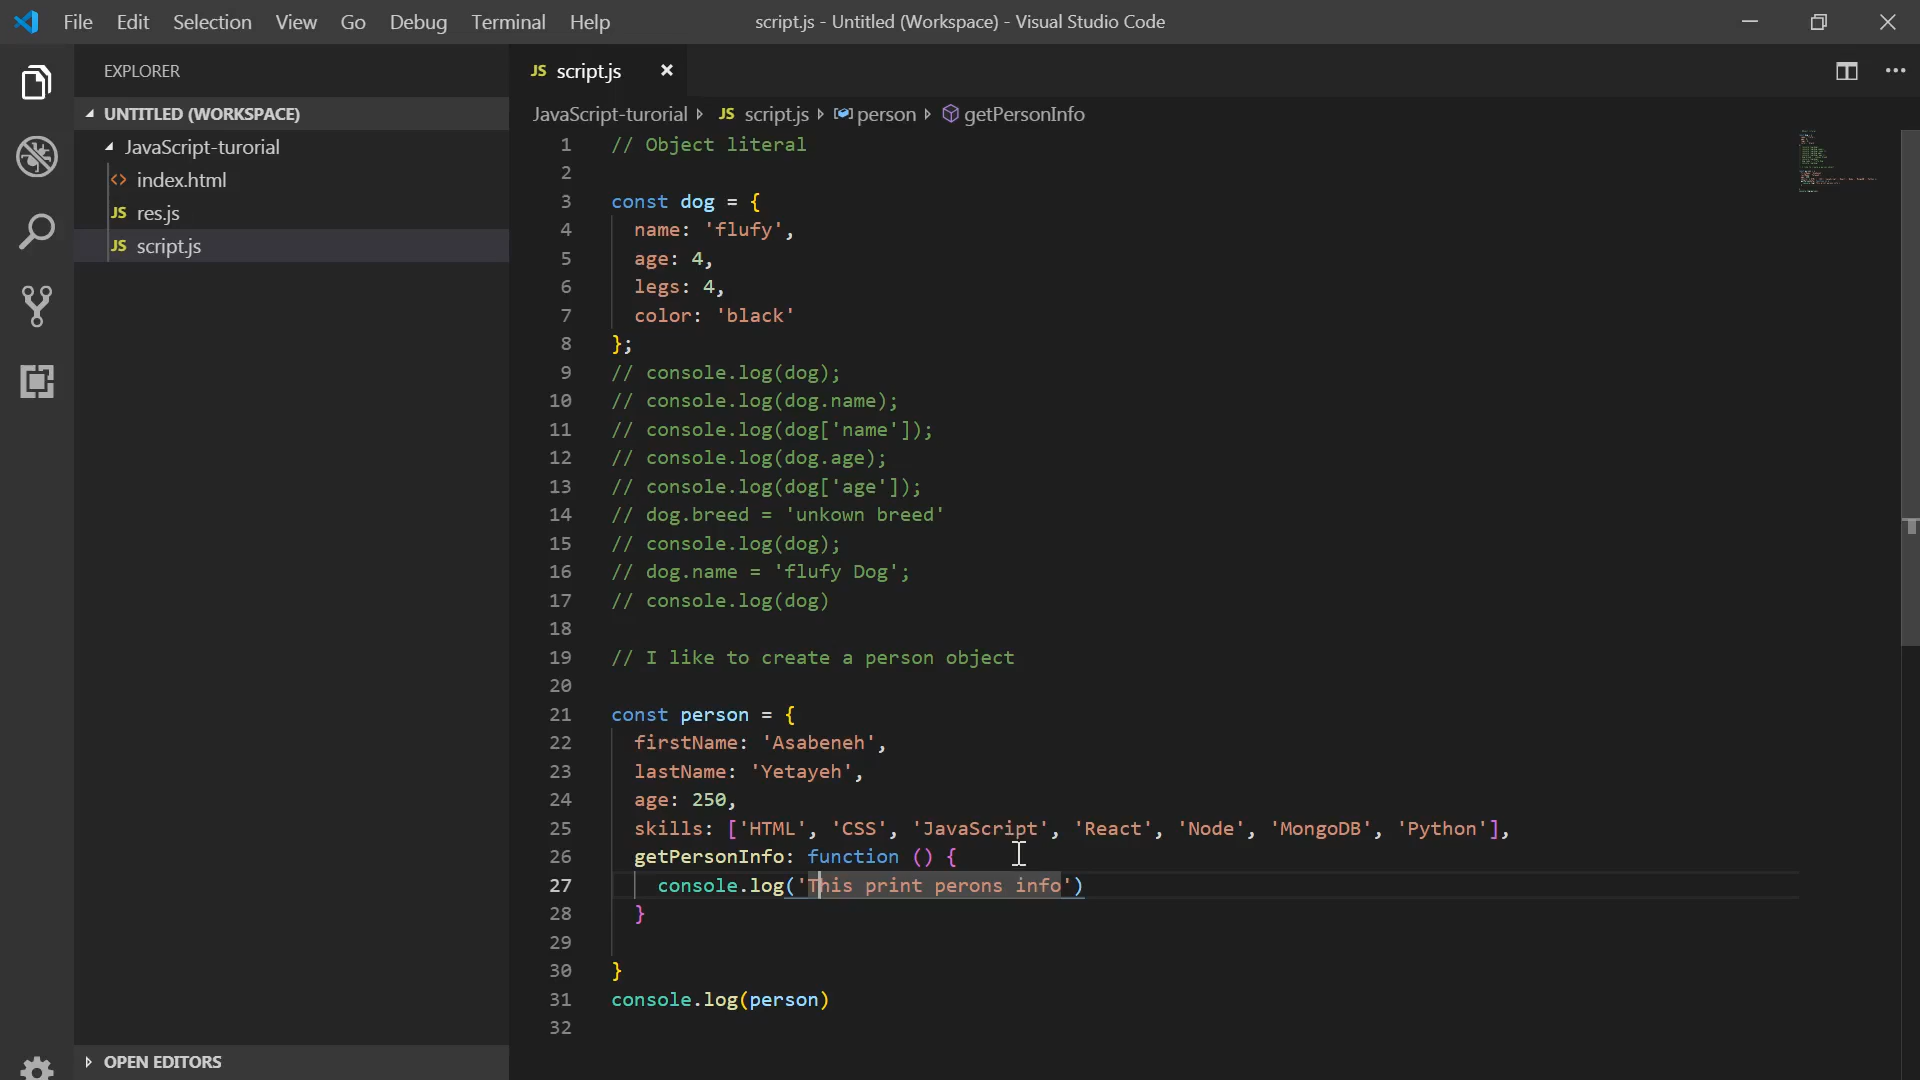 File Edit Selection View Go Debug Terminal Help
script.js - Untitled (Workspace) - Visual Studio Code
EXPLORER
UNTITLED (WORKSPACE)
JavaScript-turorial
<> index.html
JS res.js
JS script.js
OPEN EDITORS
JS script.js
JavaScript-turorial JS script.js person getPersonInfo
1 // Object literal
2
3 const dog = {
4 name: 'flufy',
5 age: 4,
6 legs: 4,
7 color: 'black'
8 };
9 // console.log(dog);
10 // console.log(dog.name);
11 // console.log(dog['name']);
12 // console.log(dog.age);
13 // console.log(dog['age']);
14 // dog.breed = 'unkown breed'
15 // console.log(dog);
16 // dog.name = 'flufy Dog';
17 // console.log(dog)
18
19 // I like to create a person object
20
21 const person = {
22 firstName: 'Asabeneh',
23 lastName: 'Yetayeh',
24 age: 250,
25 skills: ['HTML', 'CSS', 'JavaScript', 'React', 'Node', 'MongoDB', 'Python'],
26 getPersonInfo: function () {
27 console.log('This print perons info')
28 }
29
30 }
31 console.log(person)
32